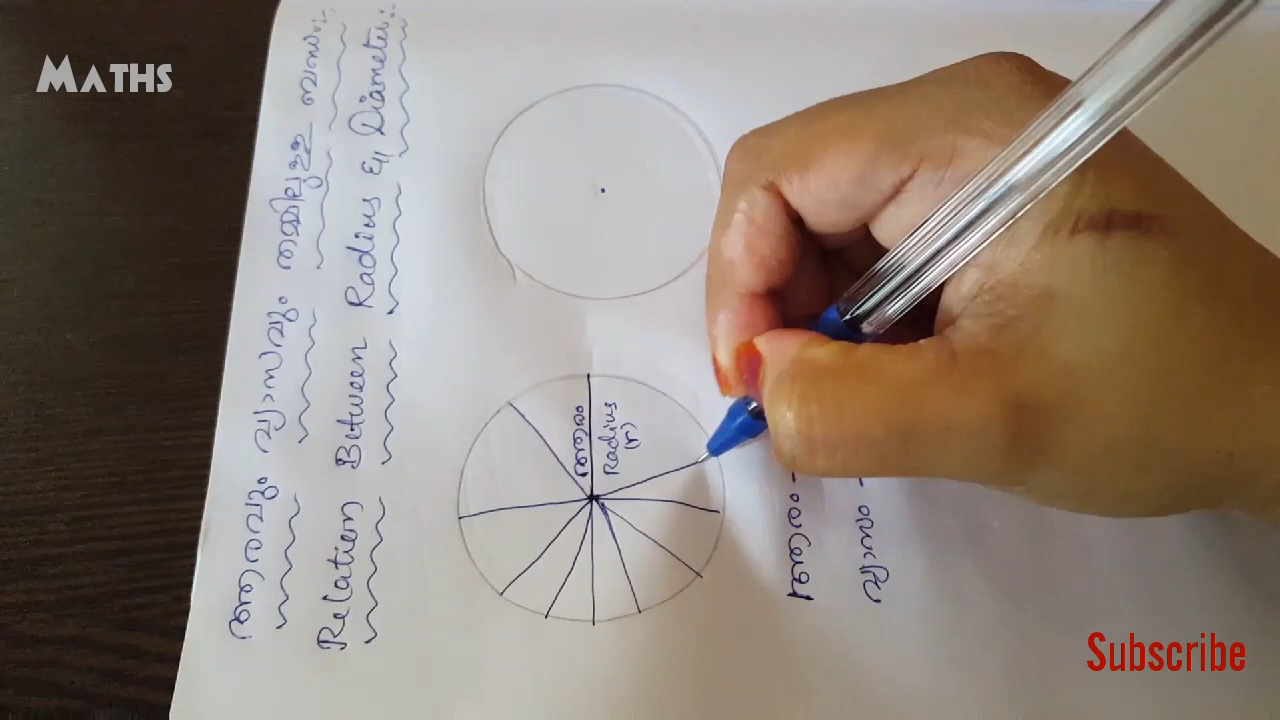 MATHS
ആരവും വ്യാസവും തമ്മിലുള്ള ബന്ധം:
Relation Between Radius & Diameter:
ആരം
Radius
(r)
ആരം -
വ്യാസം -
Subscribe